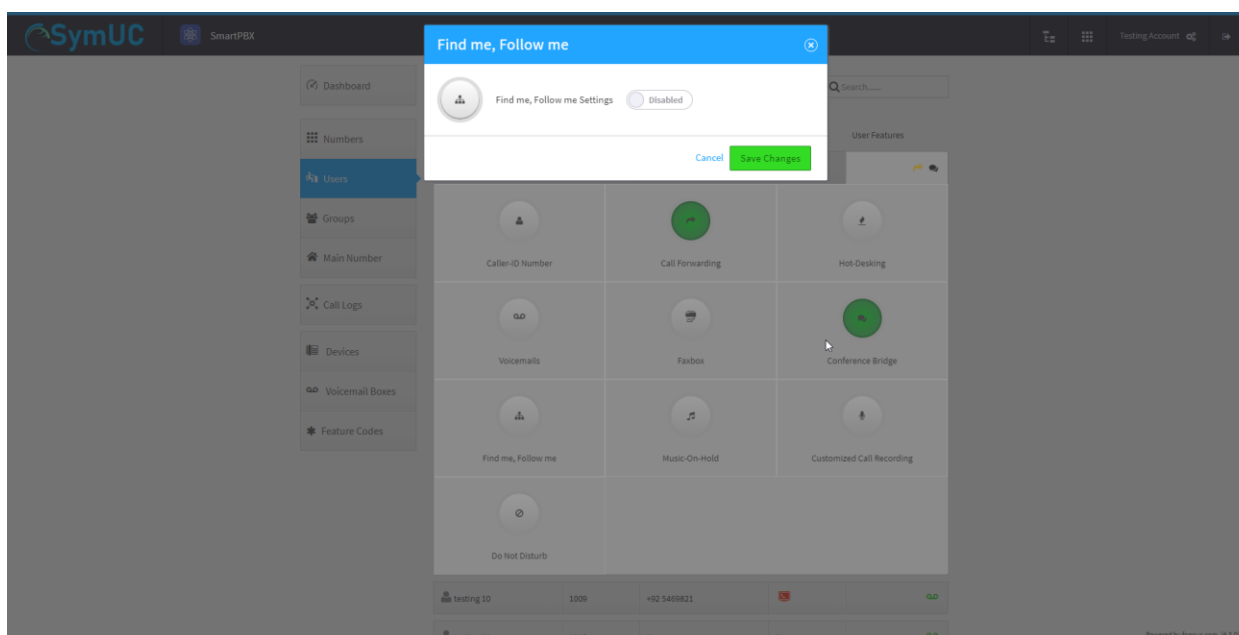 SymUC
SmartPBX
Testing Account
Find me, Follow me
Find me, Follow me Settings
Disabled
Cancel
Save Changes
Search......
User Features
Dashboard
Numbers
Users
Groups
Main Number
Call Logs
Devices
Voicemail Boxes
Feature Codes
Caller-ID Number
Call Forwarding
Hot-Desking
Voicemails
Faxbox
Conference Bridge
Find me, Follow me
Music-On-Hold
Customized Call Recording
Do Not Disturb
testing 10 1009 +92 5469821